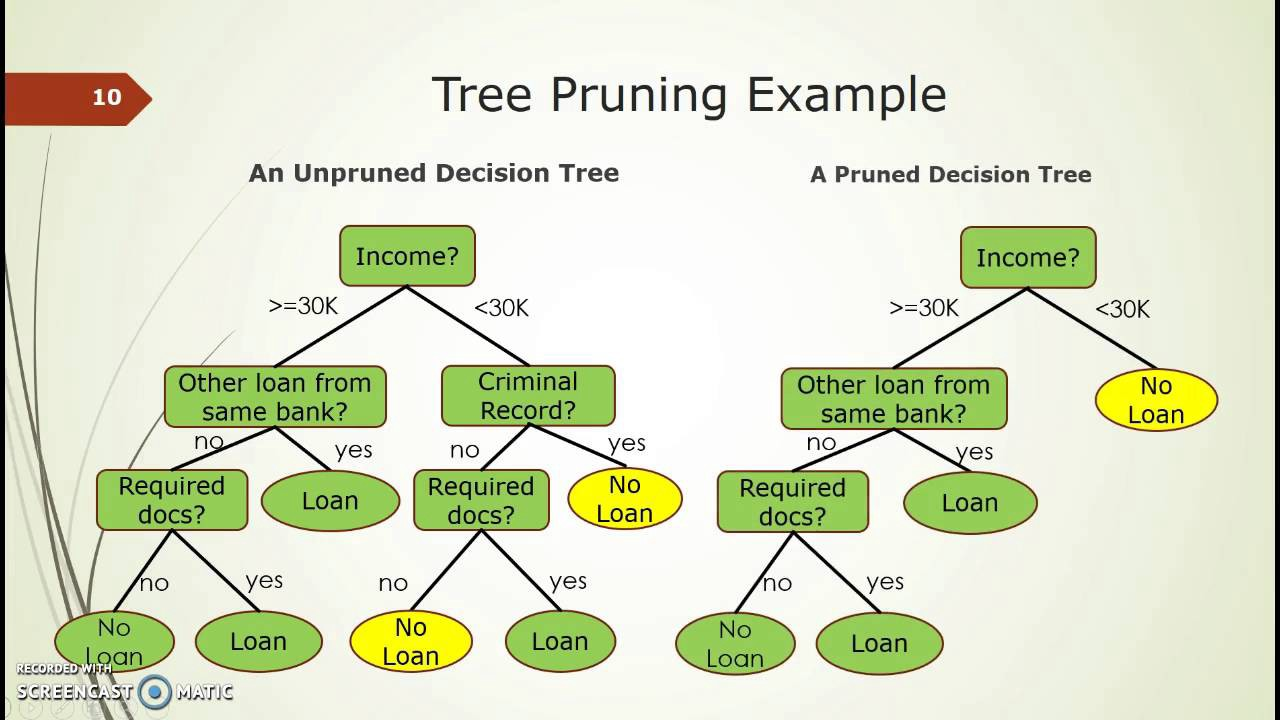 10
Tree Pruning Example
An Unpruned Decision Tree
Income?
>=30K
<30K
Other loan from
same bank?
Criminal
Record?
no
yes
no
yes
Required
docs?
Loan
Required
docs?
No
Loan
no
yes
no
yes
No
Loan
Loan
No
Loan
Loan
A Pruned Decision Tree
Income?
>=30K
<30K
Other loan from
same bank?
No
Loan
no
yes
Required
docs?
Loan
no
yes
No
Loan
Loan
RECORDED WITH
SCREENCAST MATIC